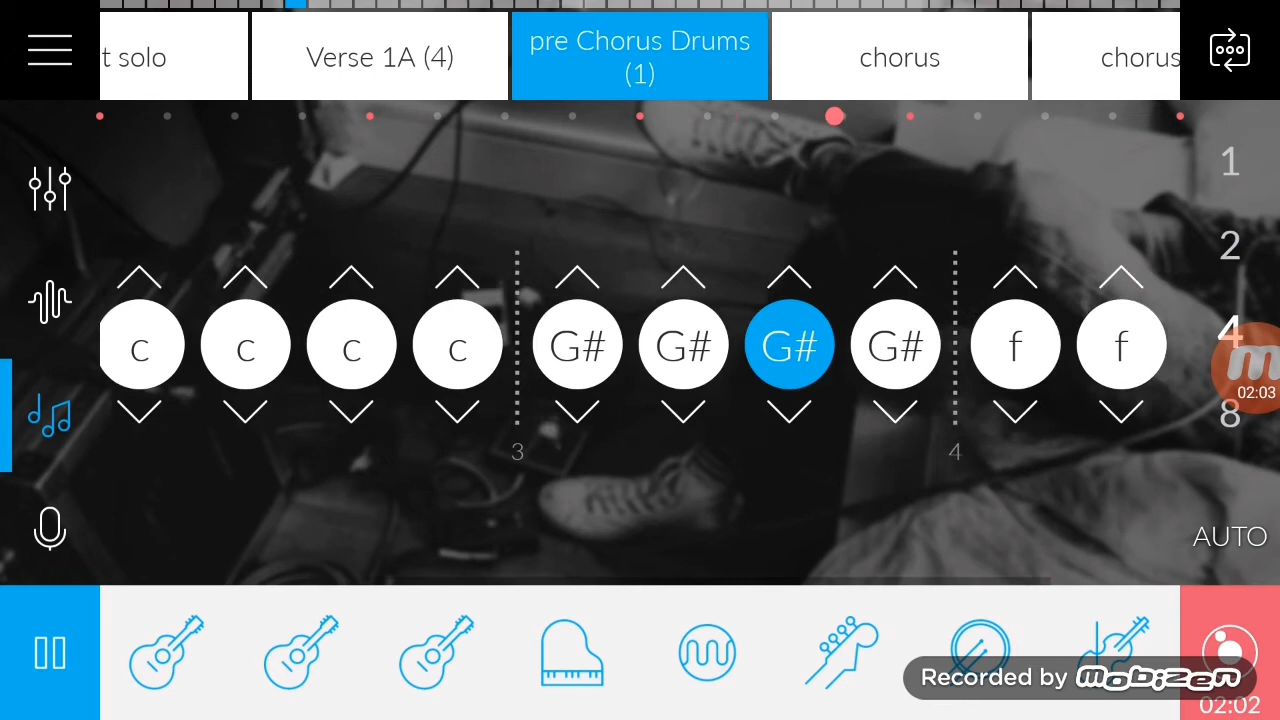 t solo
Verse 1A (4)
pre Chorus Drums
(1)
chorus
chorus
1
2
4
8
c c c c G# G# G# G# f f
3 4
02:03
AUTO
Recorded by mobizen
02:02